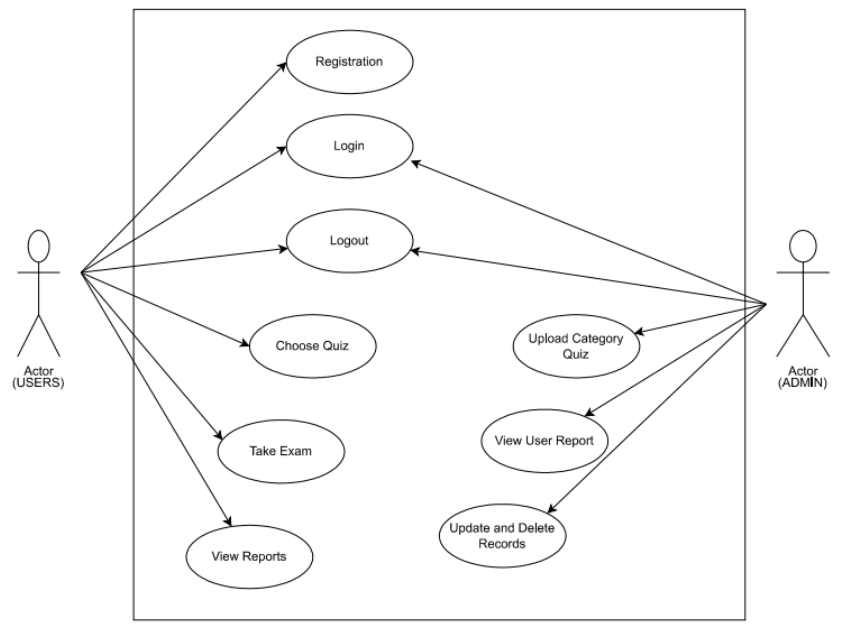 Registration
Login
Logout
Choose Quiz
Upload Category
Quiz
Actor
(USERS)
Actor
(ADMIN)
Take Exam
View User Report
View Reports
Update and Delete
Records